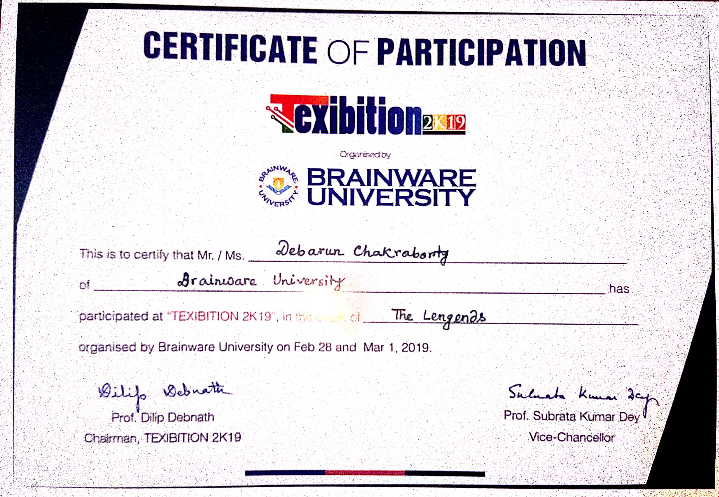 CERTIFICATE OF PARTICIPATION
Texibition 2K19
Organised by
BRAINWARE UNIVERSITY
BRAINWARE
UNIVERSITY
This is to certify that Mr. / Ms. Debarun Chakraborty
of Brainware University has
participated at "TEXIBITION 2K19", in the of The Lengends
organised by Brainware University on Feb 28 and Mar 1, 2019.
Dilip Debnath
Subrata Kumar Dey
Prof. Dilip Debnath
Prof. Subrata Kumar Dey
Chairman, TEXIBITION 2K19
Vice-Chancellor